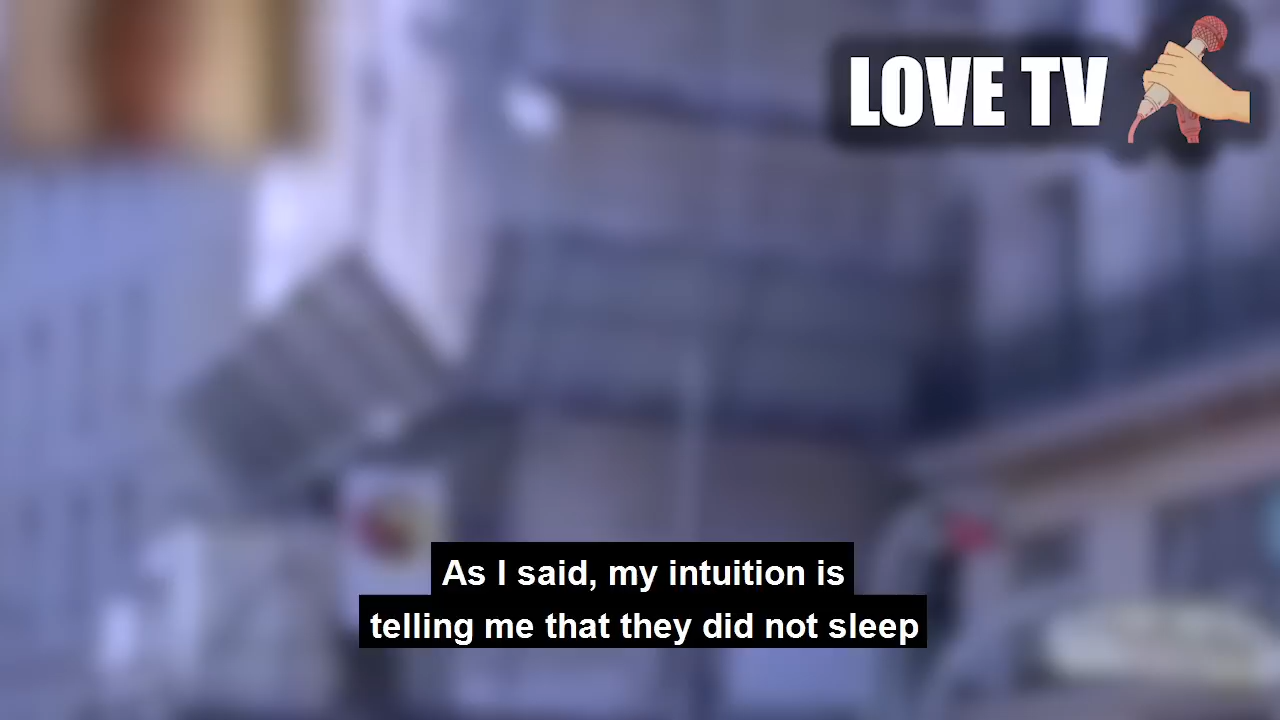 LOVE TV
As I said, my intuition is
telling me that they did not sleep